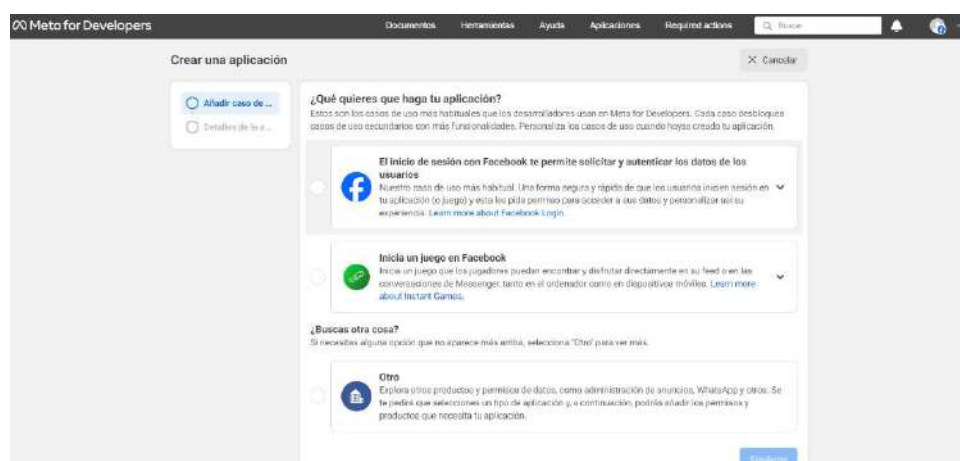 Meta for Developers
Documentos Herramientas Ayuda Aplicaciones Required actions Buscar
Crear una aplicación
Cancelar
Añadir caso de ...
Detalles de la a...
¿Qué quieres que haga tu aplicación?
Estos son los casos de uso más habituales que los desarrolladores usan en Meta for Developers. Cada caso desbloquea
casos de uso secundarios con más funcionalidades. Personaliza los casos de uso cuando hayas creado tu aplicación.
El inicio de sesión con Facebook te permite solicitar y autenticar los datos de los
usuarios
Nuestro caso de uso más habitual. Una forma segura y rápida de que los usuarios inicien sesión en
tu aplicación (o juego) y esta les pida permiso para acceder a sus datos y personalizar así su
experiencia. Learn more about Facebook Login.
Inicia un juego en Facebook
Inicia un juego que los jugadores puedan encontrar y disfrutar directamente en su feed o en las
conversaciones de Messenger, tanto en el ordenador como en dispositivos móviles. Learn more
about Instant Games.
¿Buscas otra cosa?
Si necesitas alguna opción que no aparece más arriba, selecciona "Otro" para ver más.
Otro
Explora otros productos y permisos de datos, como administración de anuncios, WhatsApp y otros. Se
te pedirá que selecciones un tipo de aplicación y, a continuación, podrás añadir los permisos y
productos que necesita tu aplicación.